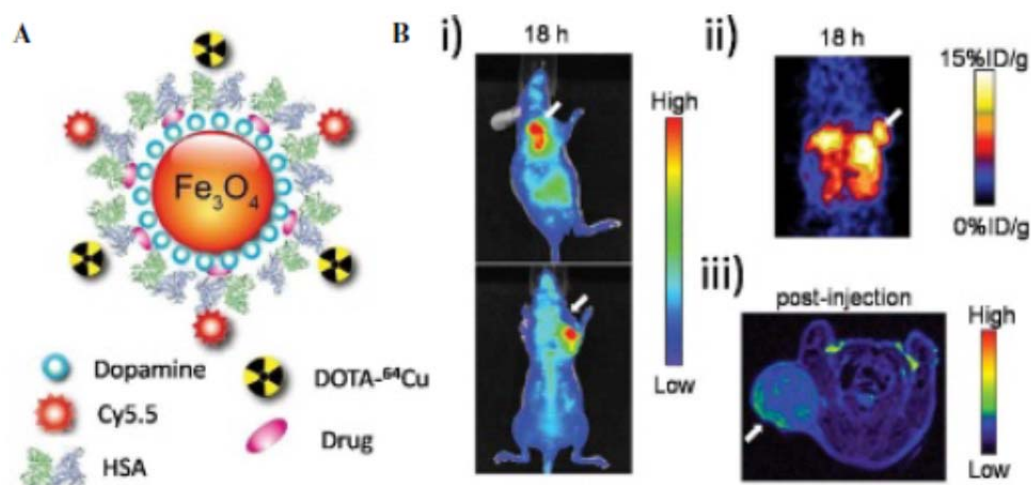 A
Fe₃O₄
Dopamine
Cy5.5
HSA
DOTA-⁶⁴Cu
Drug
B
i)
18 h
High
Low
ii)
18 h
15%ID/g
0%ID/g
iii)
post-injection
High
Low